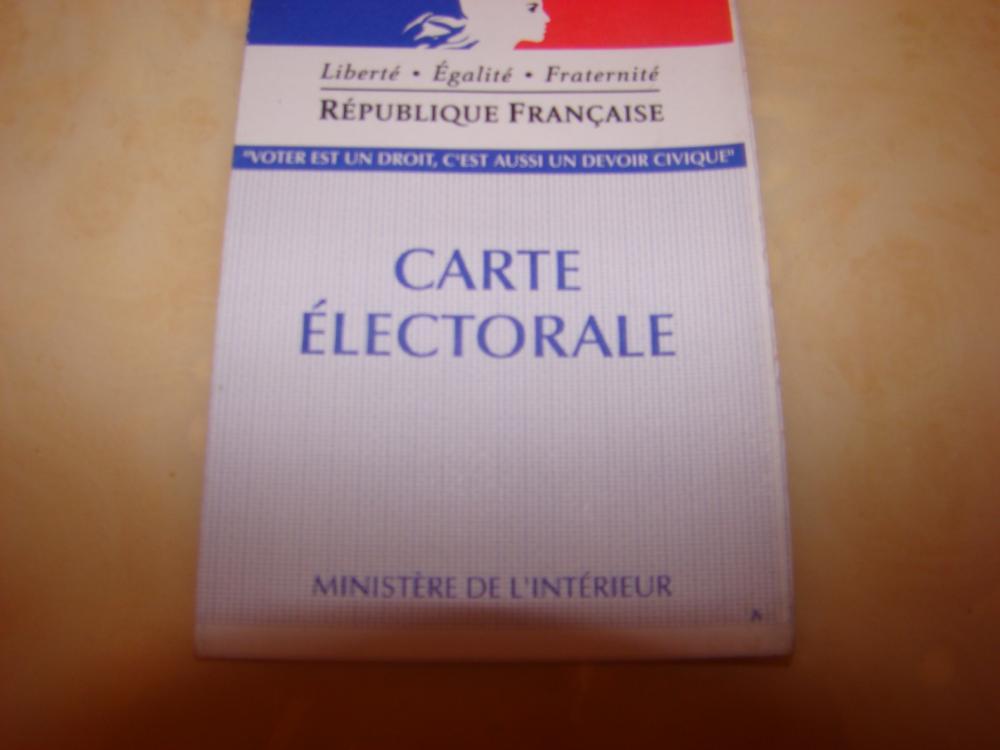 Liberté • Égalité • Fraternité
RÉPUBLIQUE FRANÇAISE
"VOTER EST UN DROIT, C'EST AUSSI UN DEVOIR CIVIQUE"
CARTE
ÉLECTORALE
MINISTÈRE DE L'INTÉRIEUR